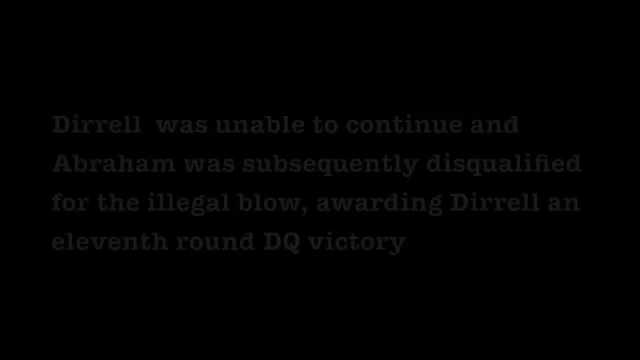 Dirrell  was unable to continue and
Abraham was subsequently disqualified
for the illegal blow, awarding Dirrell an
eleventh round DQ victory